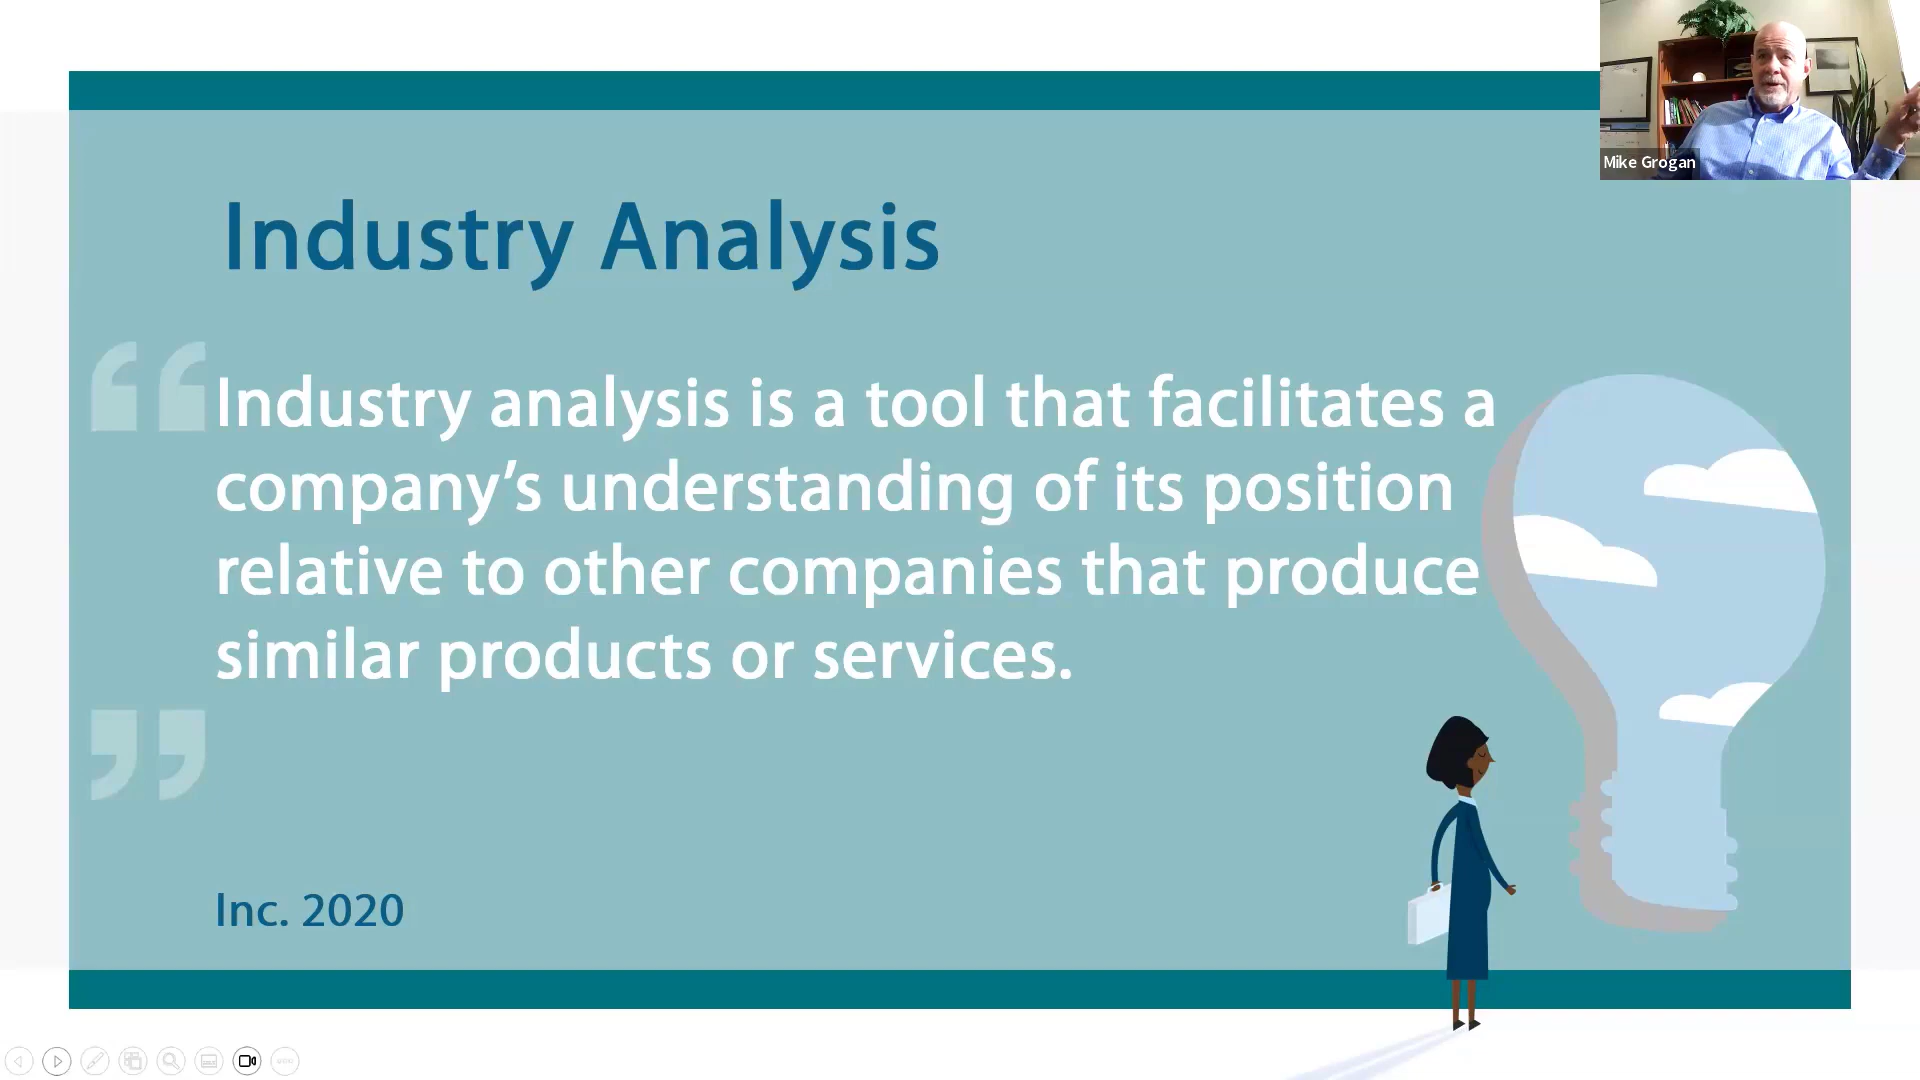 Mike Grogan
Industry Analysis
“Industry analysis is a tool that facilitates a
company’s understanding of its position
relative to other companies that produce
similar products or services.
”
Inc. 2020